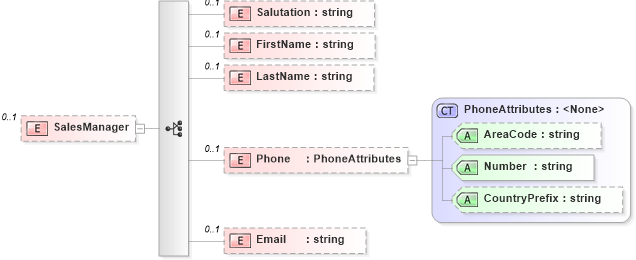 0..1
E Salutation : string
0..1
E FirstName : string
0..1
E LastName : string
0..1
E SalesManager
0..1
E Phone : PhoneAttributes
CT PhoneAttributes : <None>
A AreaCode : string
A Number : string
A CountryPrefix : string
0..1
E Email : string